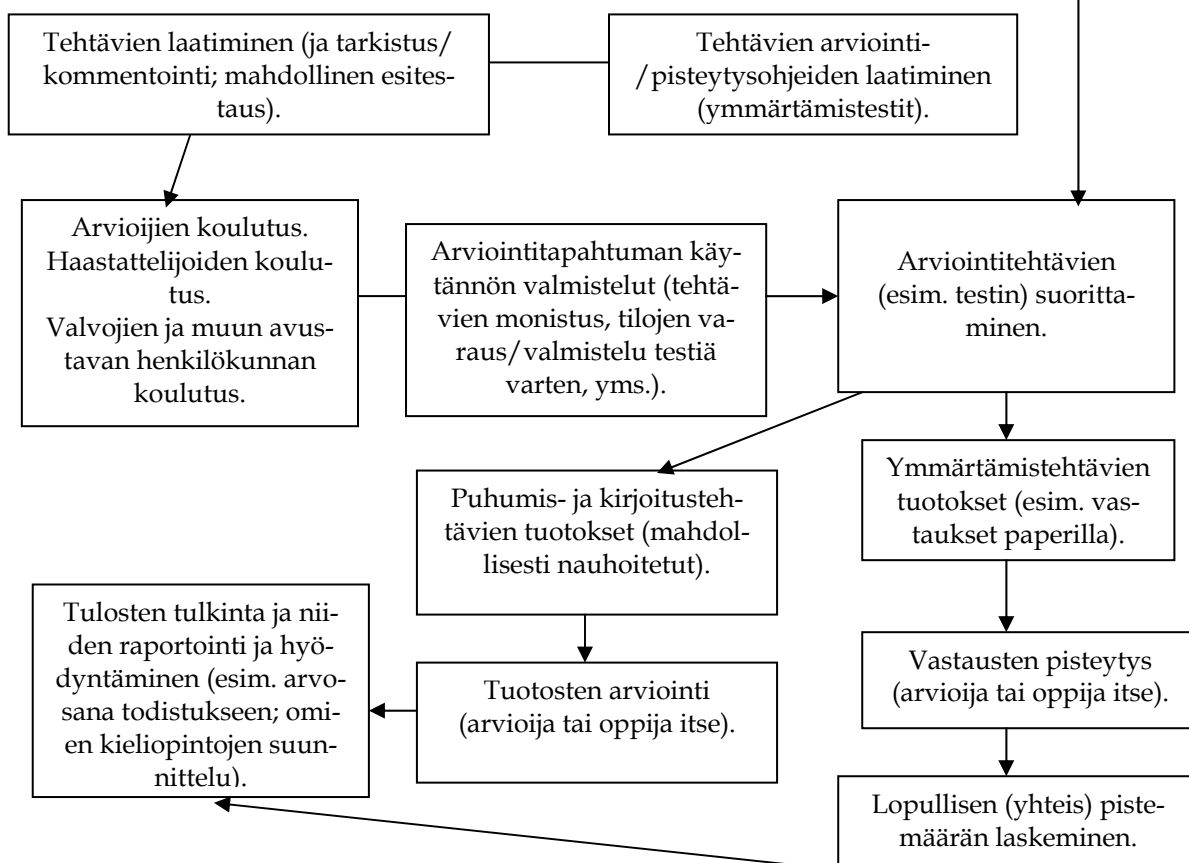 Tehtävien laatiminen (ja tarkistus/
kommentointi; mahdollinen esites-
taus).
Tehtävien arviointi-
/pisteytysohjeiden laatiminen
(ymmärtämistestit).
Arvioijien koulutus.
Haastattelijoiden koulu-
tus.
Valvojien ja muun avus-
tavan henkilökunnan
koulutus.
Arviointitapahtuman käy-
tännön valmistelut (tehtä-
vien monistus, tilojen va-
raus/valmistelu testiä
varten, yms.).
Arviointitehtävien
(esim. testin) suoritta-
minen.
Puhumis- ja kirjoitusteh-
tävien tuotokset (mahdol-
lisesti nauhoitetut).
Ymmärtämistehtävien
tuotokset (esim. vas-
taukset paperilla).
Tulosten tulkinta ja nii-
den raportointi ja hyö-
dyntäminen (esim. arvo-
sana todistukseen; omi-
en kieliopintojen suun-
nittelu).
Tuotosten arviointi
(arvioija tai oppija itse).
Vastausten pisteytys
(arvioija tai oppija itse).
Lopullisen (yhteis) piste-
määrän laskeminen.